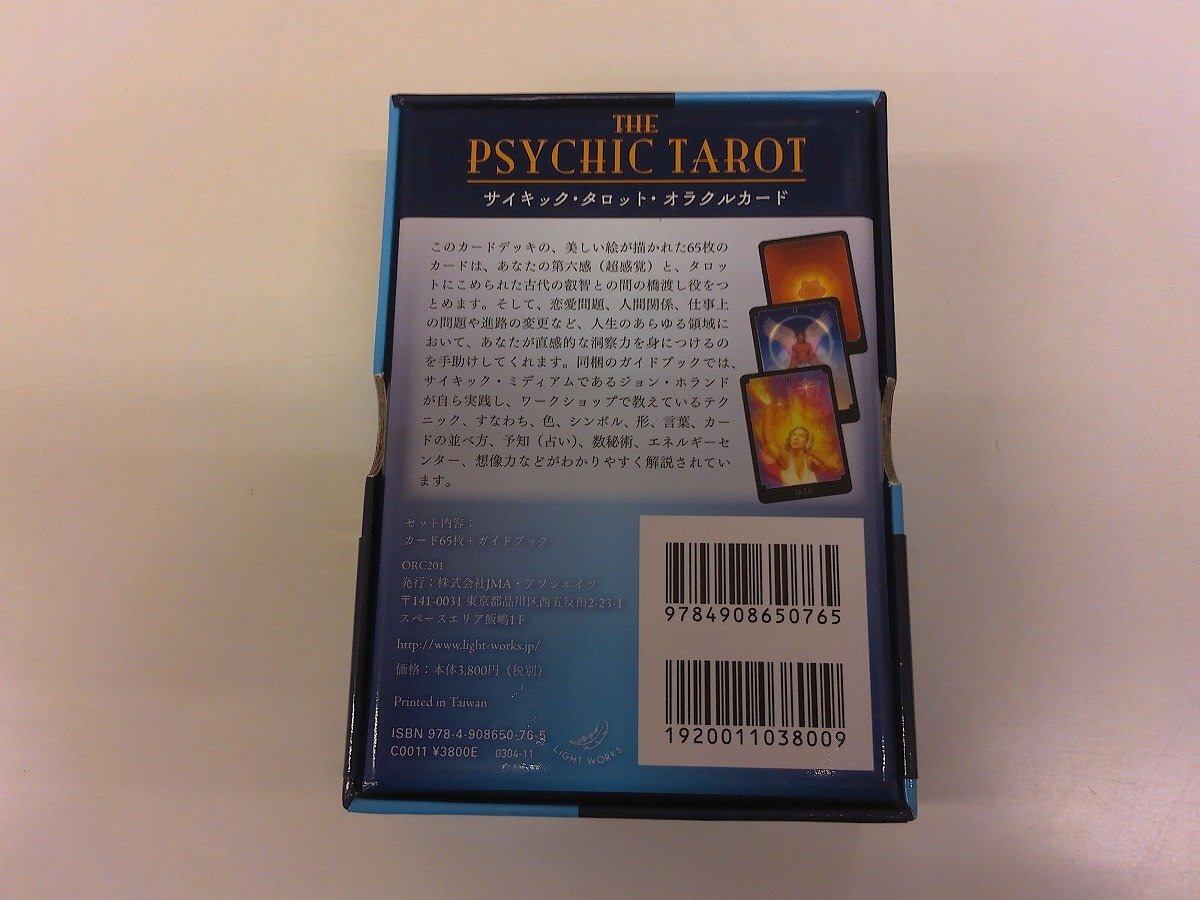 THE
PSYCHIC TAROT
サイキック・タロット・オラクルカード
このカードデッキの、美しい絵が描かれた65枚の
カードは、あなたの第六感（超感覚）と、タロッ
トにこめられた古代の叡智との間の橋渡し役をつ
とめます。そして、恋愛問題、人間関係、仕事上
の問題や進路の変更など、人生のあらゆる領域に
おいて、あなたが直感的な洞察力を身につけるの
を手助けしてくれます。同梱のガイドブックでは、
サイキック・ミディアムであるジョン・ホランド
が自ら実践し、ワークショップで教えているテク
ニック、すなわち、色、シンボル、形、言葉、カー
ドの並べ方、予知（占い）、数秘術、エネルギーセ
ンター、想像力などがわかりやすく解説されてい
ます。
セット内容：
カード65枚＋ガイドブック
ORC201
発行：株式会社JMA・アソシエイツ
〒141-0031 東京都品川区西五反田2-23-1
スペースエリア飯嶋1F
http://www.light-works.jp/
価格：本体3,800円（税別）
Printed in Taiwan
ISBN 978-4-908650-76-5
C0011 ¥3800E 0304-11
LIGHT WORKS
9784908650765
1920011038009